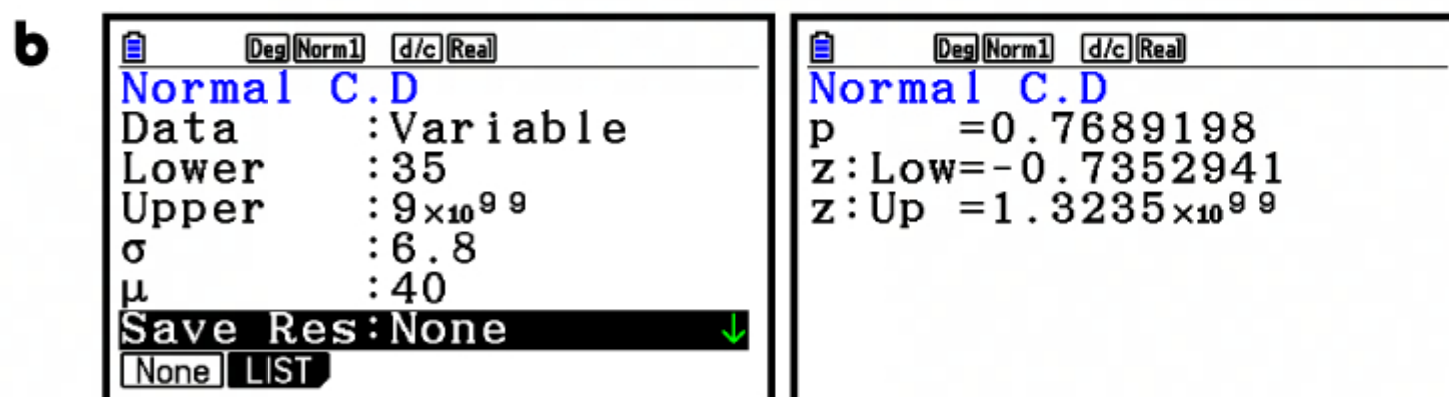 b
Deg Norm1 d/c Real
Normal C.D
Data :Variable
Lower :35
Upper :9×10⁹⁹
σ :6.8
μ :40
Save Res:None ↓
None LIST
Deg Norm1 d/c Real
Normal C.D
p =0.7689198
z:Low=-0.7352941
z:Up =1.3235×10⁹⁹